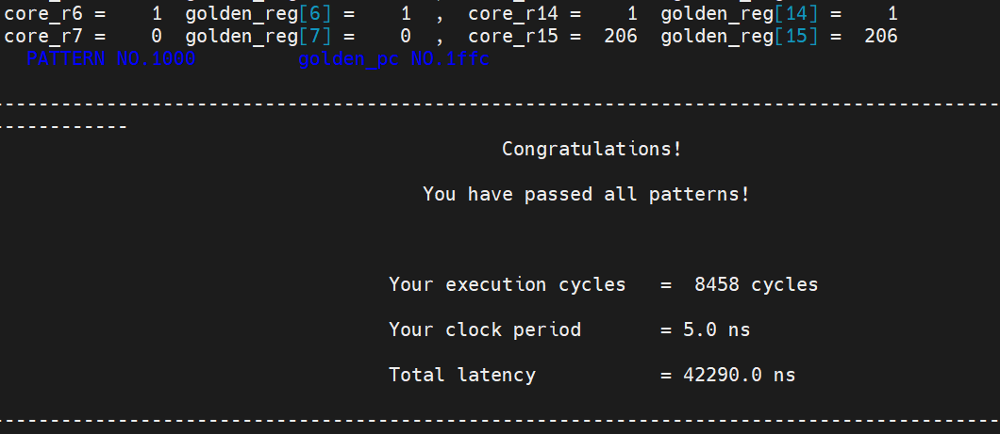 core_r6 =    1  golden_reg[6] =    1  ,  core_r14 =    1  golden_reg[14] =    1
core_r7 =    0  golden_reg[7] =    0  ,  core_r15 =  206  golden_reg[15] =  206
PATTERN NO.1000         golden_pc NO.1ffc
----------------------------------------------------------------------------------------
-----------
Congratulations!
You have passed all patterns!
Your execution cycles   =  8458 cycles
Your clock period       = 5.0 ns
Total latency           = 42290.0 ns
----------------------------------------------------------------------------------------